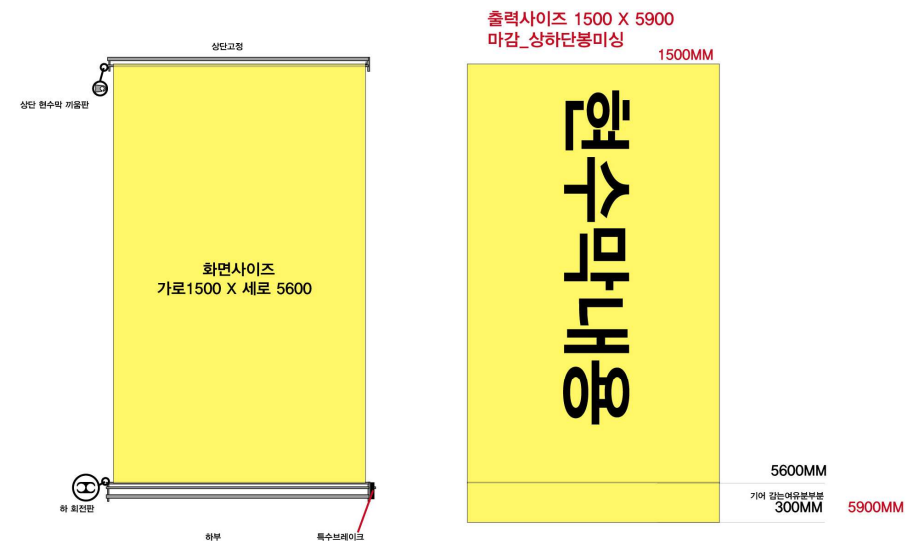 상단고정
상단 현수막 끼움판
화면사이즈
가로1500 X 세로 5600
하 회전판
하부
특수브레이크
출력사이즈 1500 X 5900
마감_상하단봉미싱
1500MM
현수막내용
5600MM
기어 감는여유분부분
300MM
5900MM